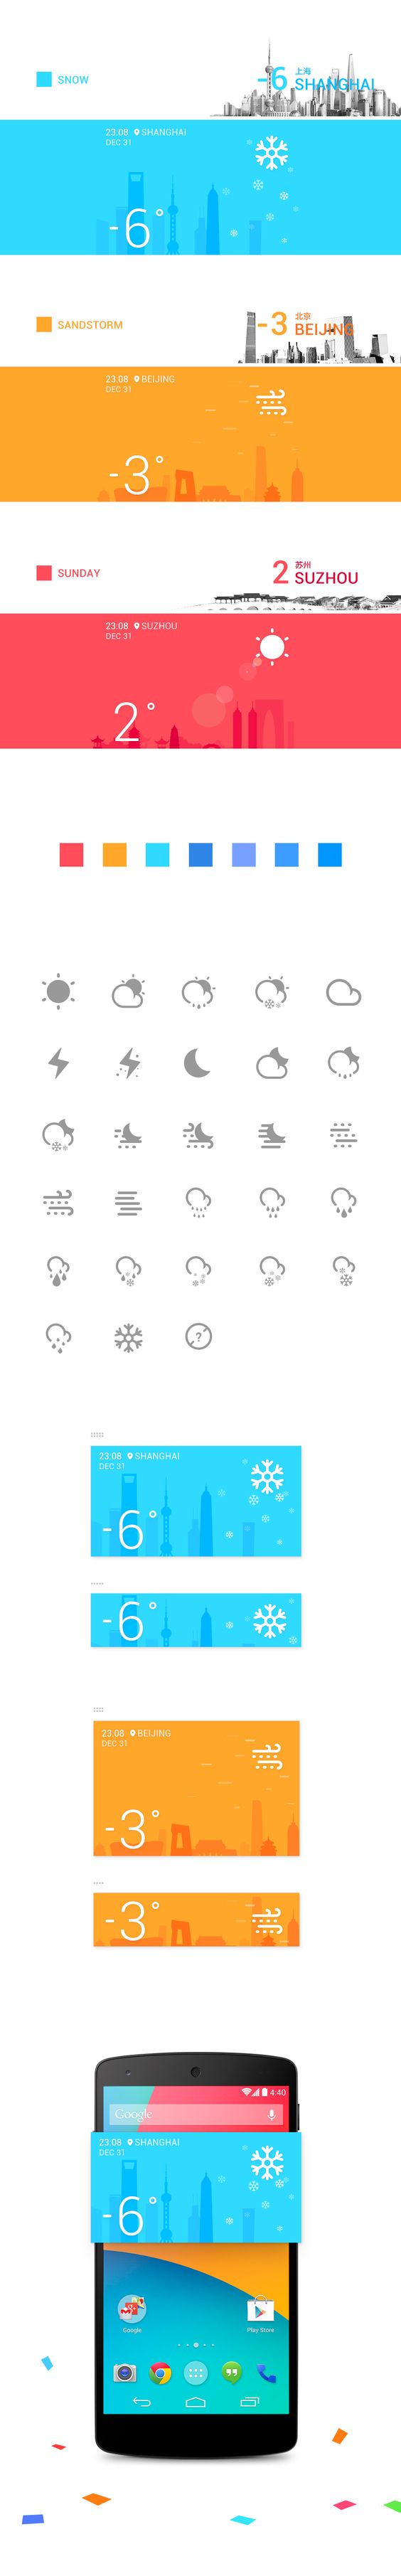 SNOW
-6 上海
SHANGHAI
23:08 SHANGHAI
DEC 31
-6°
SANDSTORM
-3 北京
BEIJING
23:08 BEIJING
DEC 31
-3°
SUNDAY
2 苏州
SUZHOU
23:08 SUZHOU
DEC 31
2°
?
23:08 SHANGHAI
DEC 31
-6°
-6°
23:08 BEIJING
DEC 31
-3°
-3°
4:40
Google
23:08 SHANGHAI
DEC 31
-6°
Google
Play Store